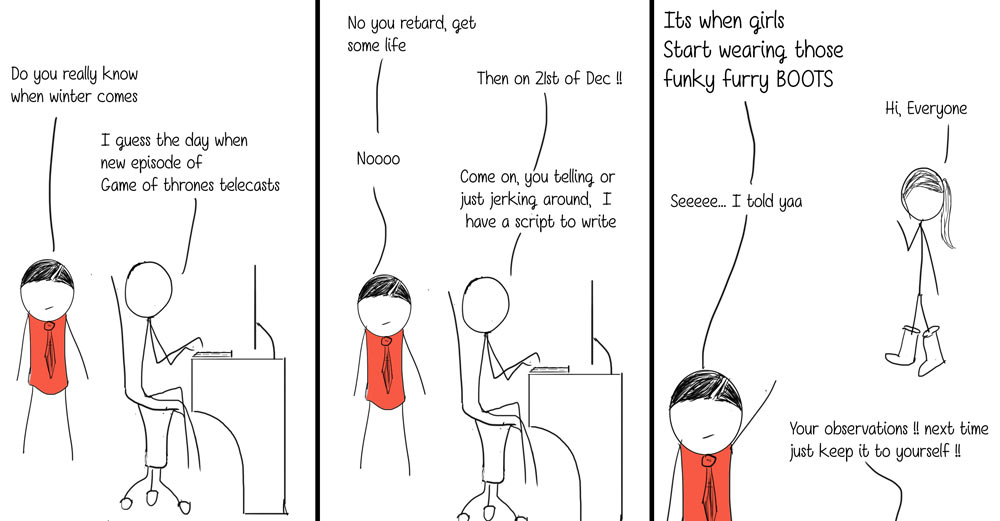 Do you really know
when winter comes
I guess the day when
new episode of
Game of thrones telecasts
No you retard, get
some life
Then on 21st of Dec !!
Noooo
Come on, you telling or
just jerking around, I
have a script to write
Its when girls
Start wearing those
funky furry BOOTS
Hi, Everyone
Seeeee... I told yaa
Your observations !! next time
just keep it to yourself !!